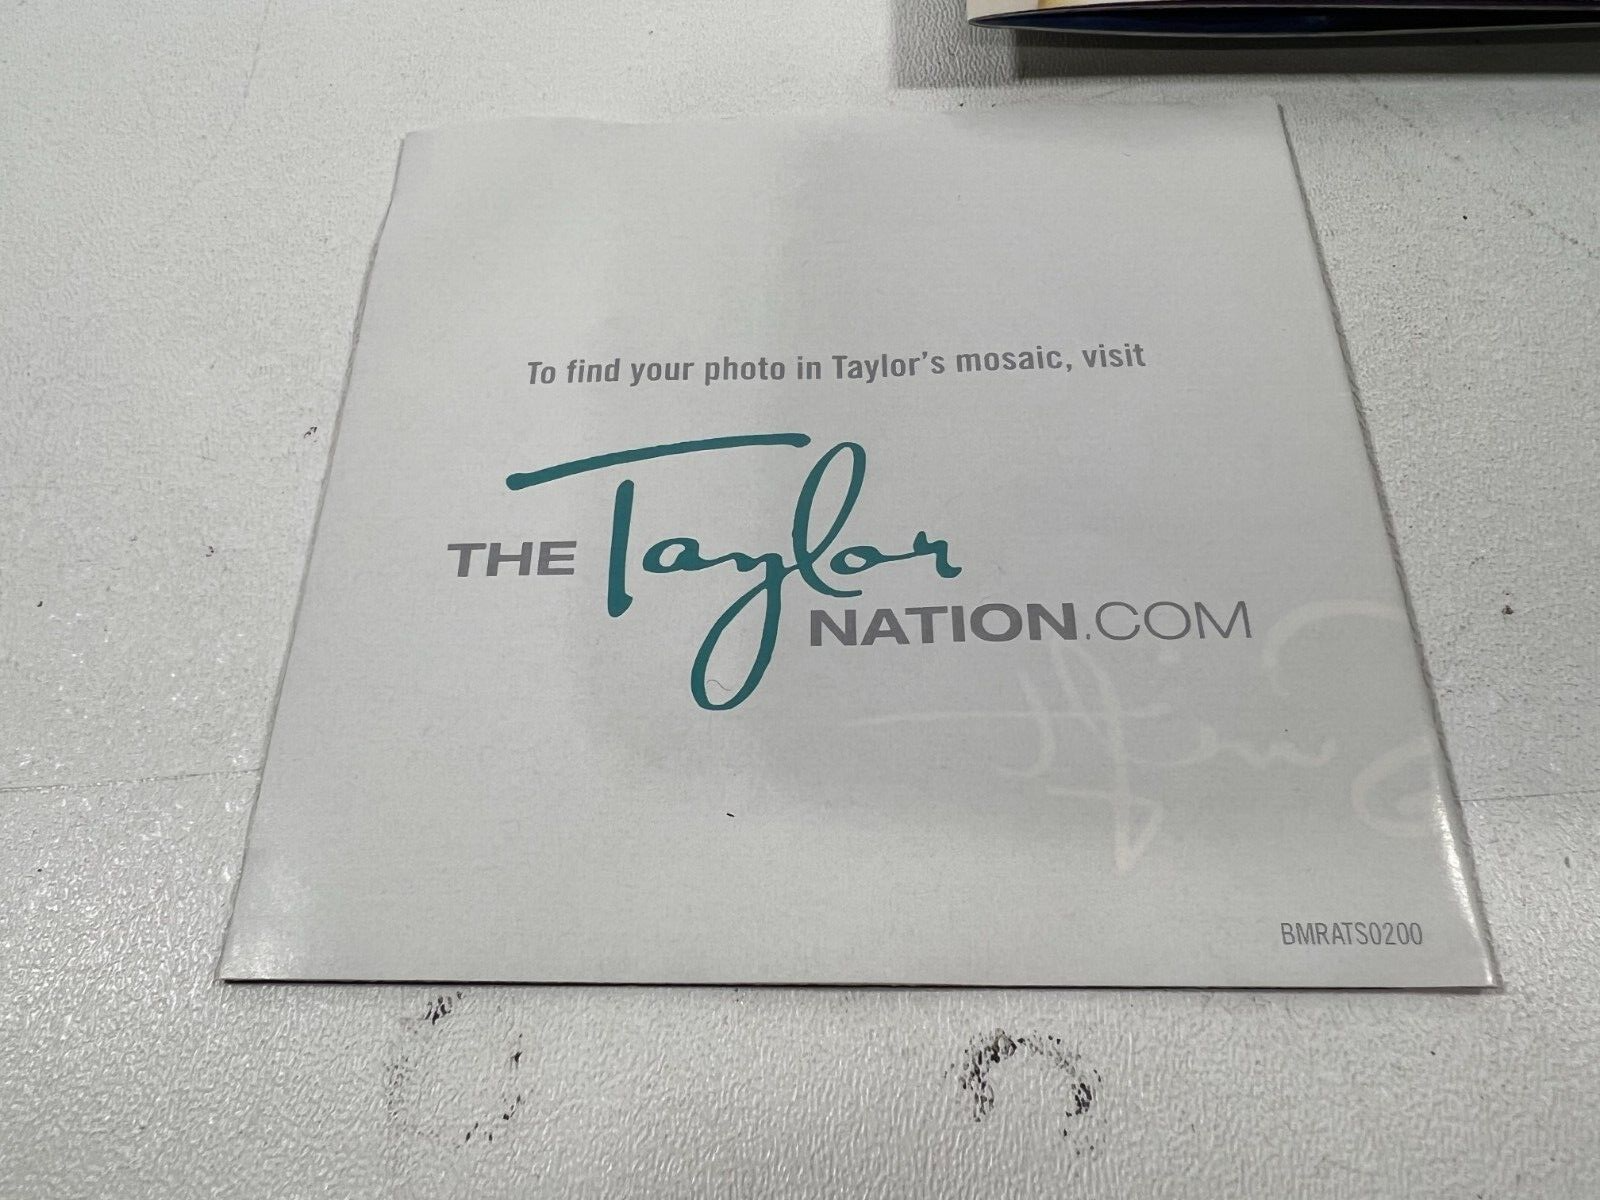 To find your photo in Taylor's mosaic, visit
THE Taylor
NATION.COM
BMRATS0200